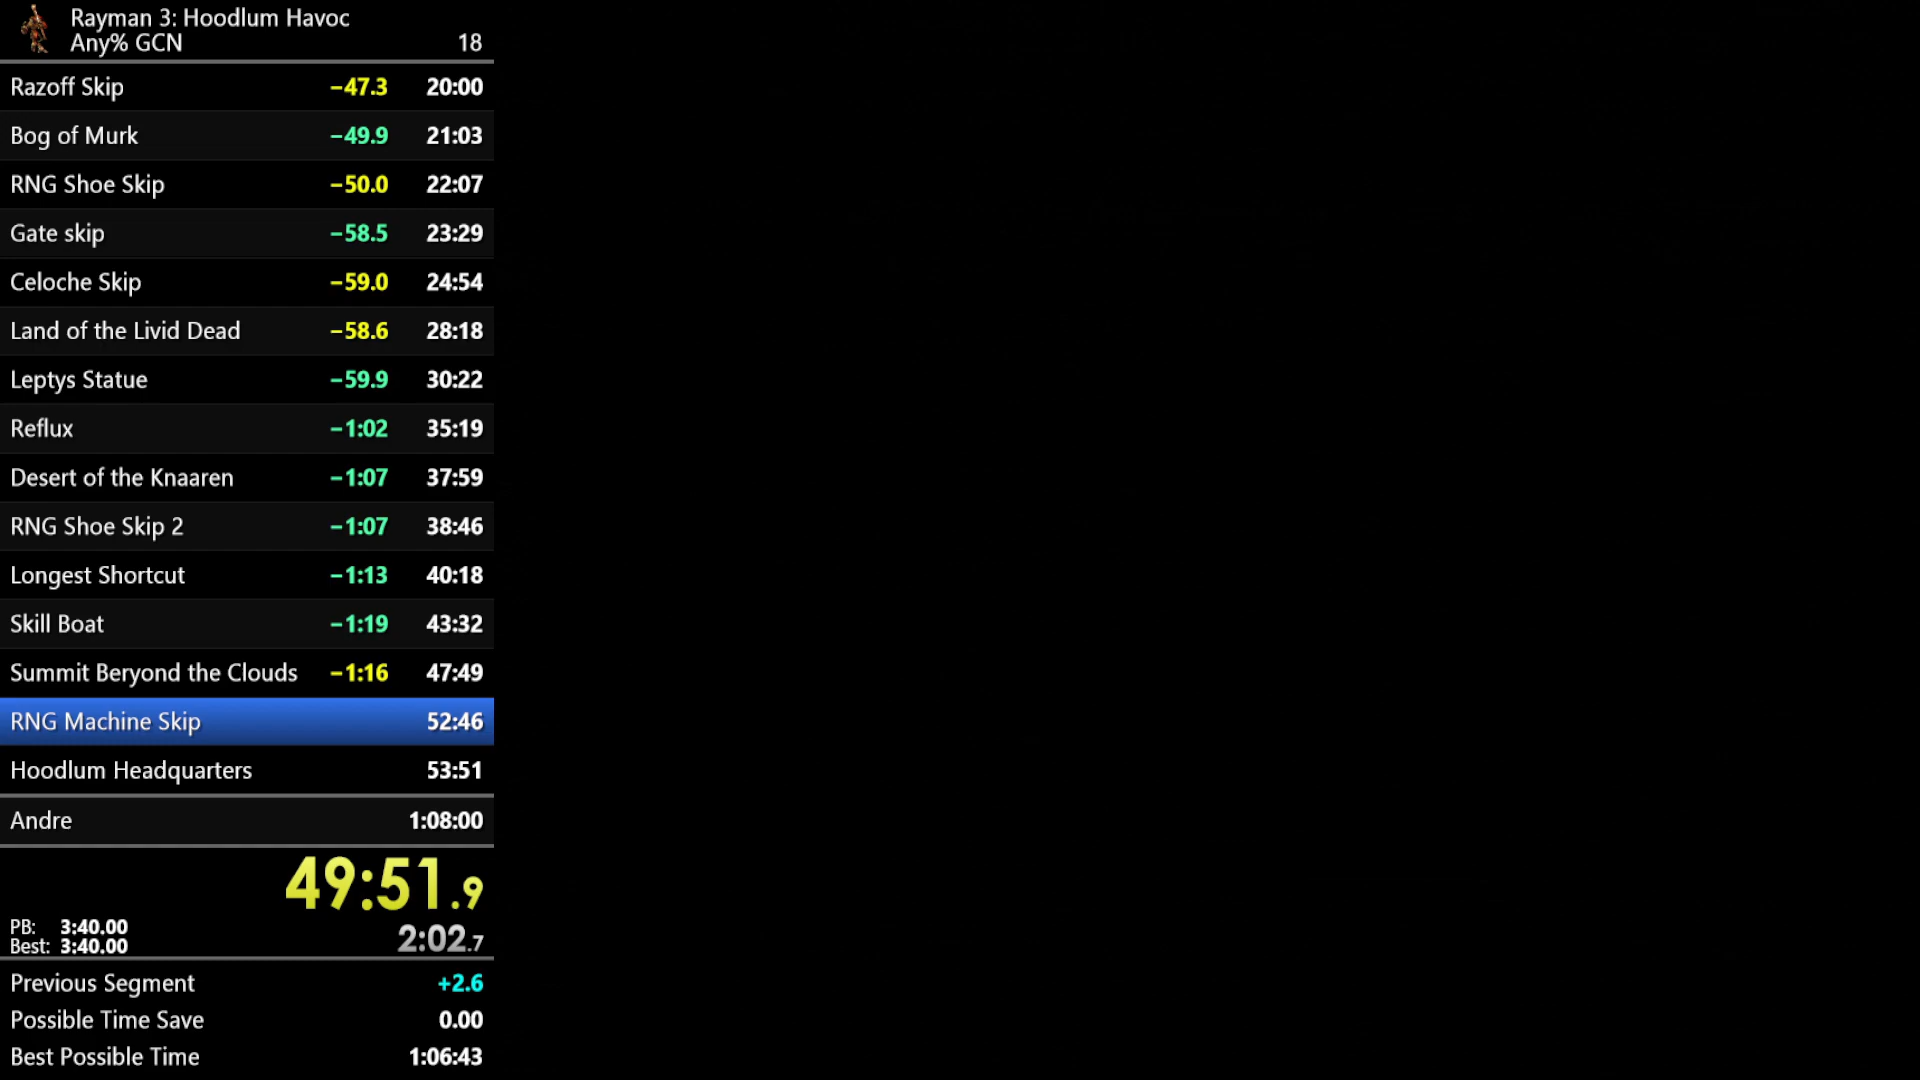 Rayman 3: Hoodlum Havoc
Any% GCN 18
Razoff Skip −47.3 20:00
Bog of Murk −49.9 21:03
RNG Shoe Skip −50.0 22:07
Gate skip −58.5 23:29
Celoche Skip −59.0 24:54
Land of the Livid Dead −58.6 28:18
Leptys Statue −59.9 30:22
Reflux −1:02 35:19
Desert of the Knaaren −1:07 37:59
RNG Shoe Skip 2 −1:07 38:46
Longest Shortcut −1:13 40:18
Skill Boat −1:19 43:32
Summit Beryond the Clouds −1:16 47:49
RNG Machine Skip 52:46
Hoodlum Headquarters 53:51
Andre 1:08:00
49:51.9
PB: 3:40.00
Best: 3:40.00 2:02.7
Previous Segment +2.6
Possible Time Save 0.00
Best Possible Time 1:06:43